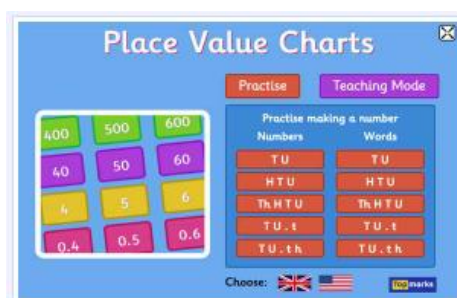 Place Value Charts
Practise Teaching Mode
Practise making a number
Numbers Words
T U T U
H T U H T U
Th H T U Th H T U
T U . t T U . t
T U . th T U . th
400 500 600
40 50 60
4 5 6
0.4 0.5 0.6
Choose:
Topmarks